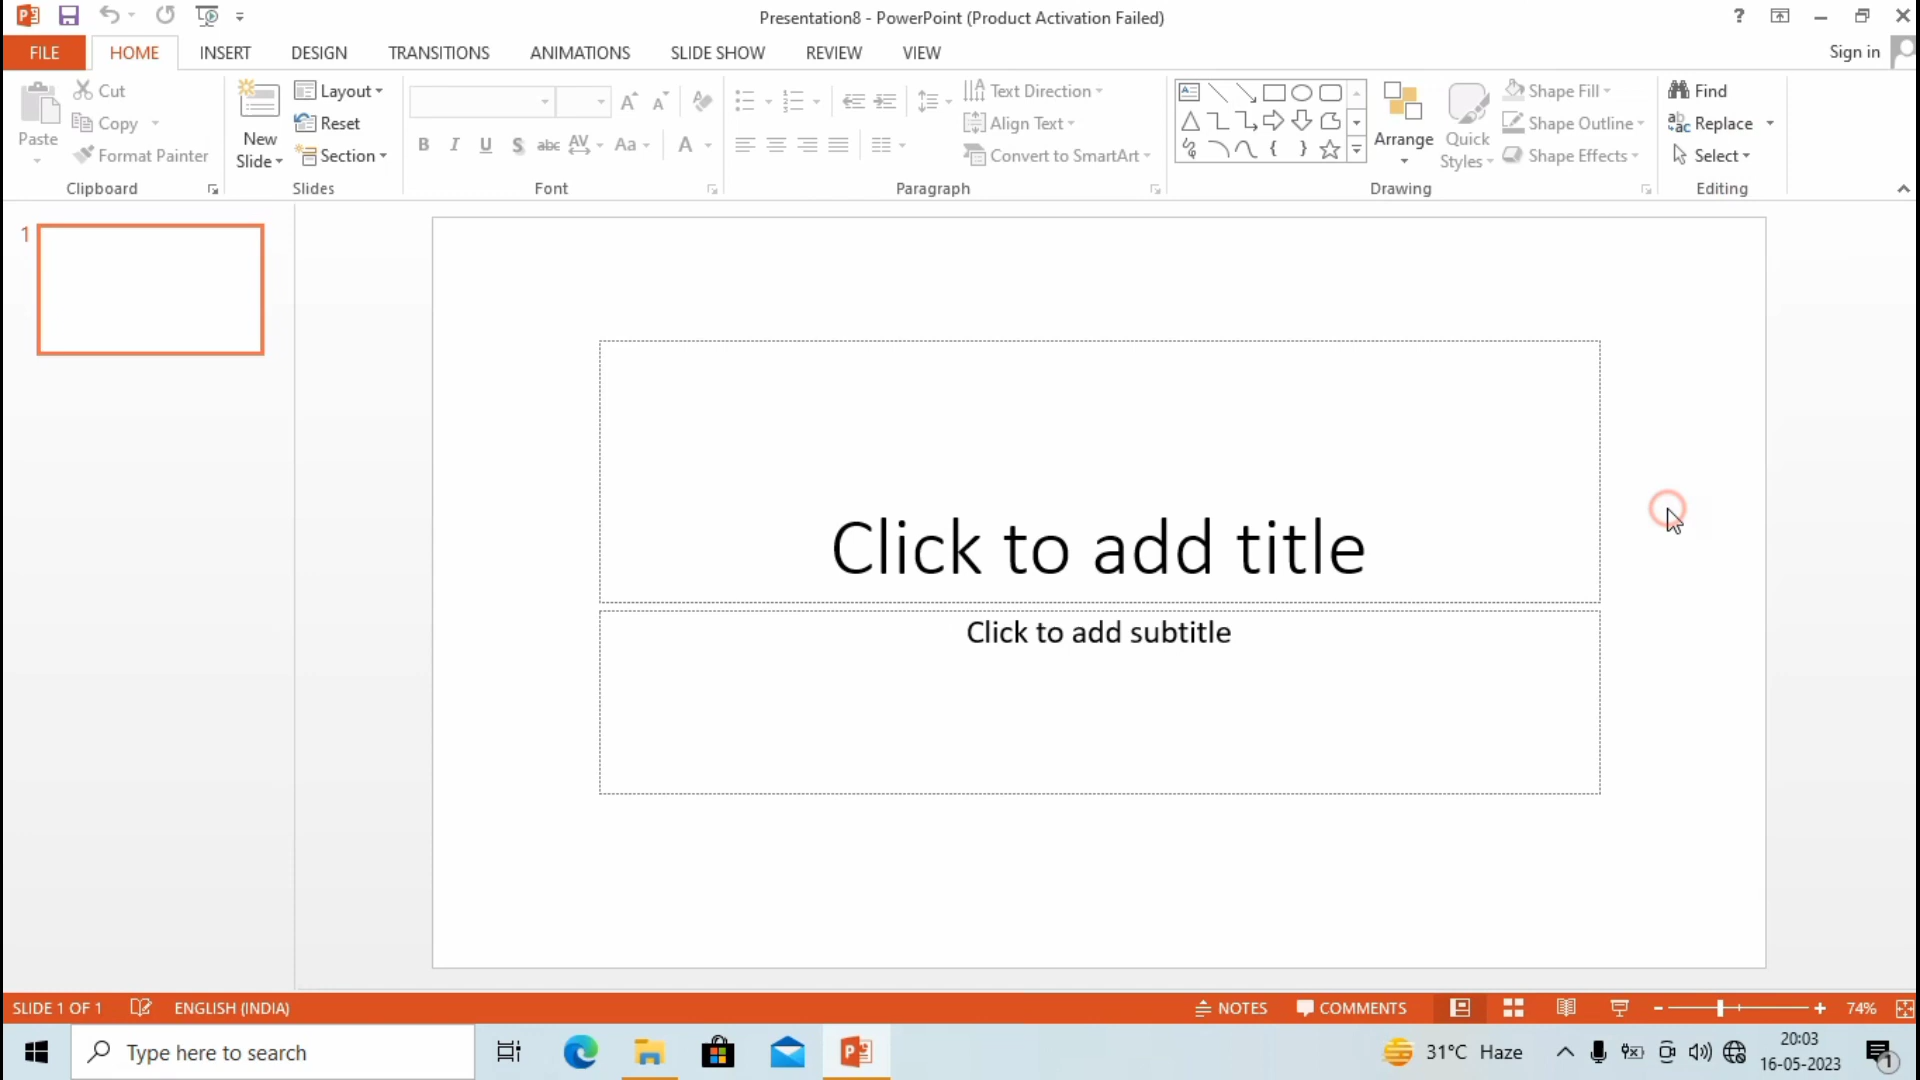 Presentation8 - PowerPoint (Product Activation Failed)
FILE HOME INSERT DESIGN TRANSITIONS ANIMATIONS SLIDE SHOW REVIEW VIEW Sign in
Paste
Cut
Copy
Format Painter
Clipboard
New
Slide
Layout
Reset
Section
Slides
B I U S abc AV Aa A
Font
Text Direction
Align Text
Convert to SmartArt
Paragraph
Arrange
Quick
Styles
Shape Fill
Shape Outline
Shape Effects
Drawing
Find
Replace
Select
Editing
1
Click to add title
Click to add subtitle
SLIDE 1 OF 1 ENGLISH (INDIA) NOTES COMMENTS 74%
Type here to search
31°C Haze
20:03
16-05-2023
1